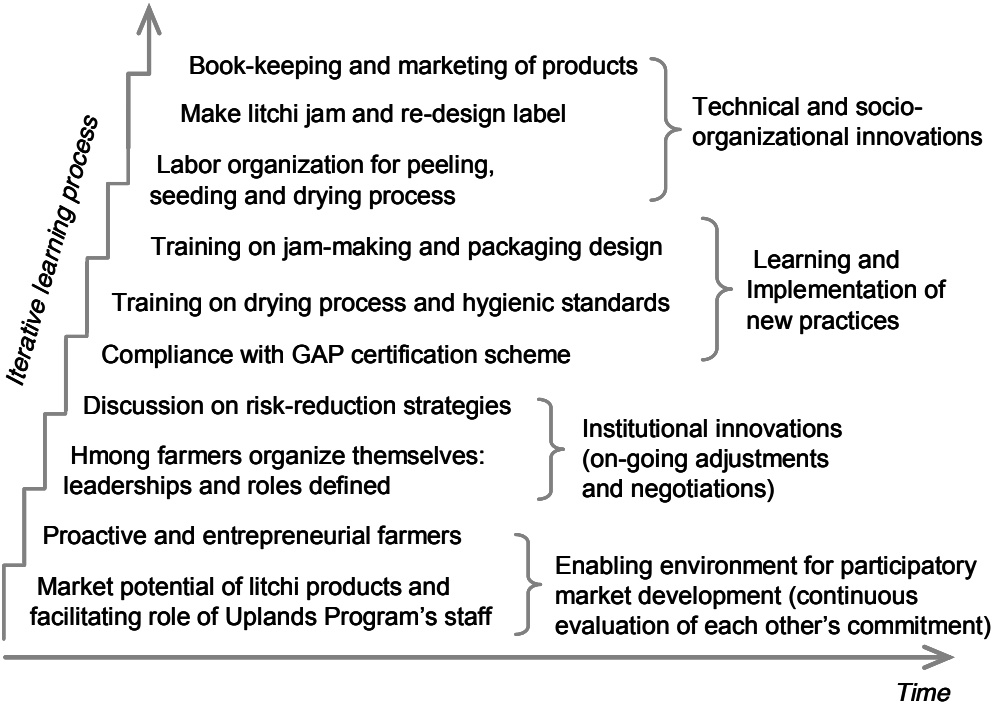 Book-keeping and marketing of products
Make litchi jam and re-design label
Labor organization for peeling,
seeding and drying process
Technical and socio-
organizational innovations
Training on jam-making and packaging design
Training on drying process and hygienic standards
Compliance with GAP certification scheme
Learning and
Implementation of
new practices
Discussion on risk-reduction strategies
Hmong farmers organize themselves:
leaderships and roles defined
Institutional innovations
(on-going adjustments
and negotiations)
Proactive and entrepreneurial farmers
Market potential of litchi products and
facilitating role of Uplands Program's staff
Enabling environment for participatory
market development (continuous
evaluation of each other's commitment)
Iterative learning process
Time